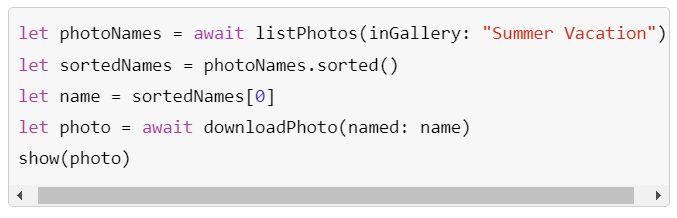 let photoNames = await listPhotos(inGallery: "Summer Vacation")
let sortedNames = photoNames.sorted()
let name = sortedNames[0]
let photo = await downloadPhoto(named: name)
show(photo)